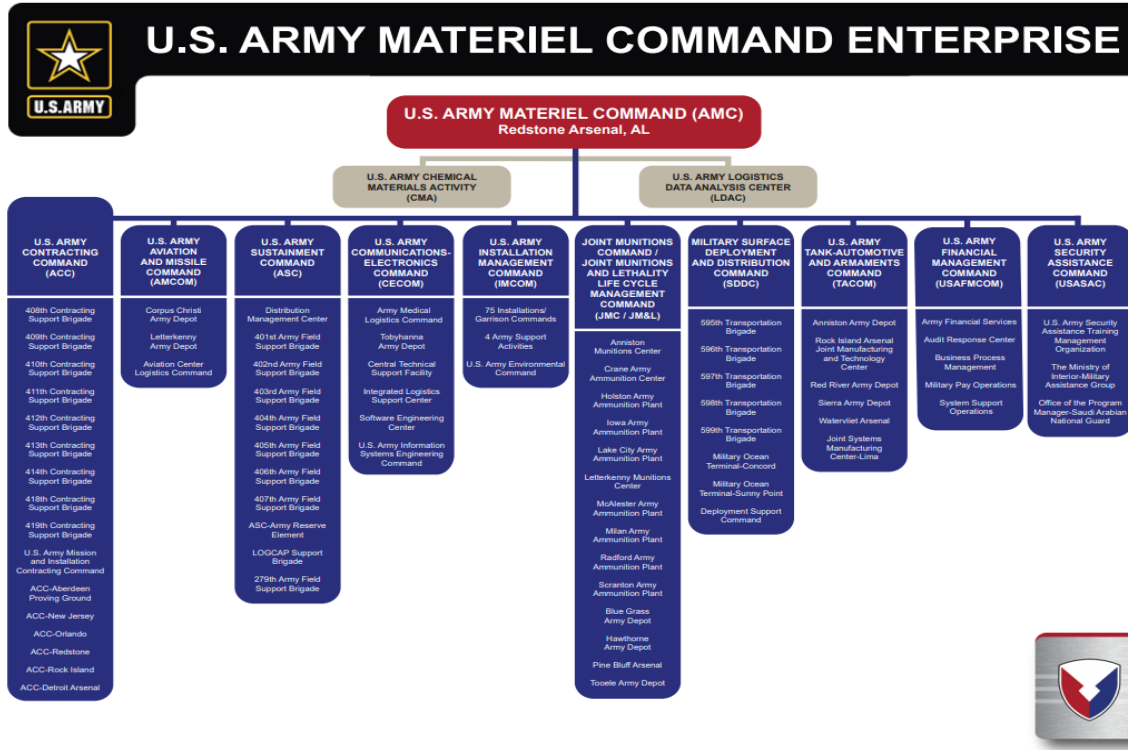 U.S. ARMY MATERIEL COMMAND ENTERPRISE
U.S.ARMY
U.S. ARMY MATERIEL COMMAND (AMC)
Redstone Arsenal, AL
U.S. ARMY CHEMICAL
MATERIALS ACTIVITY
(CMA)
U.S. ARMY LOGISTICS
DATA ANALYSIS CENTER
(LDAC)
U.S. ARMY
CONTRACTING
COMMAND
(ACC)
408th Contracting
Support Brigade
409th Contracting
Support Brigade
410th Contracting
Support Brigade
411th Contracting
Support Brigade
412th Contracting
Support Brigade
413th Contracting
Support Brigade
414th Contracting
Support Brigade
418th Contracting
Support Brigade
419th Contracting
Support Brigade
U.S. Army Mission
and Installation
Contracting Command
ACC-Aberdeen
Proving Ground
ACC-New Jersey
ACC-Orlando
ACC-Redstone
ACC-Rock Island
ACC-Detroit Arsenal
U.S. ARMY
AVIATION
AND MISSILE
COMMAND
(AMCOM)
Corpus Christi
Army Depot
Letterkenny
Army Depot
Aviation Center
Logistics Command
U.S. ARMY
SUSTAINMENT
COMMAND
(ASC)
Distribution
Management Center
401st Army Field
Support Brigade
402nd Army Field
Support Brigade
403rd Army Field
Support Brigade
404th Army Field
Support Brigade
405th Army Field
Support Brigade
406th Army Field
Support Brigade
407th Army Field
Support Brigade
ASC-Army Reserve
Element
LOGCAP Support
Brigade
279th Army Field
Support Brigade
U.S. ARMY
COMMUNICATIONS-
ELECTRONICS
COMMAND
(CECOM)
Army Medical
Logistics Command
Tobyhanna
Army Depot
Central Technical
Support Facility
Integrated Logistics
Support Center
Software Engineering
Center
U.S. Army Information
Systems Engineering
Command
U.S. ARMY
INSTALLATION
MANAGEMENT
COMMAND
(IMCOM)
75 Installations/
Garrison Commands
4 Army Support
Activities
U.S. Army Environmental
Command
JOINT MUNITIONS
COMMAND /
JOINT MUNITIONS
AND LETHALITY
LIFE CYCLE
MANAGEMENT
COMMAND
(JMC / JM&L)
Anniston
Munitions Center
Crane Army
Ammunition Center
Holston Army
Ammunition Plant
Iowa Army
Ammunition Plant
Lake City Army
Ammunition Plant
Letterkenny Munitions
Center
McAlester Army
Ammunition Plant
Milan Army
Ammunition Plant
Radford Army
Ammunition Plant
Scranton Army
Ammunition Plant
Blue Grass
Army Depot
Hawthorne
Army Depot
Pine Bluff Arsenal
Tooele Army Depot
MILITARY SURFACE
DEPLOYMENT
AND DISTRIBUTION
COMMAND
(SDDC)
595th Transportation
Brigade
596th Transportation
Brigade
597th Transportation
Brigade
598th Transportation
Brigade
599th Transportation
Brigade
Military Ocean
Terminal-Concord
Military Ocean
Terminal-Sunny Point
Deployment Support
Command
U.S. ARMY
TANK-AUTOMOTIVE
AND ARMAMENTS
COMMAND
(TACOM)
Anniston Army Depot
Rock Island Arsenal
Joint Manufacturing
and Technology
Center
Red River Army Depot
Sierra Army Depot
Watervliet Arsenal
Joint Systems
Manufacturing
Center-Lima
U.S. ARMY
FINANCIAL
MANAGEMENT
COMMAND
(USAFMCOM)
Army Financial Services
Audit Response Center
Business Process
Management
Military Pay Operations
System Support
Operations
U.S. ARMY
SECURITY
ASSISTANCE
COMMAND
(USASAC)
U.S. Army Security
Assistance Training
Management
Organization
The Ministry of
Interior-Military
Assistance Group
Office of the Program
Manager-Saudi Arabian
National Guard